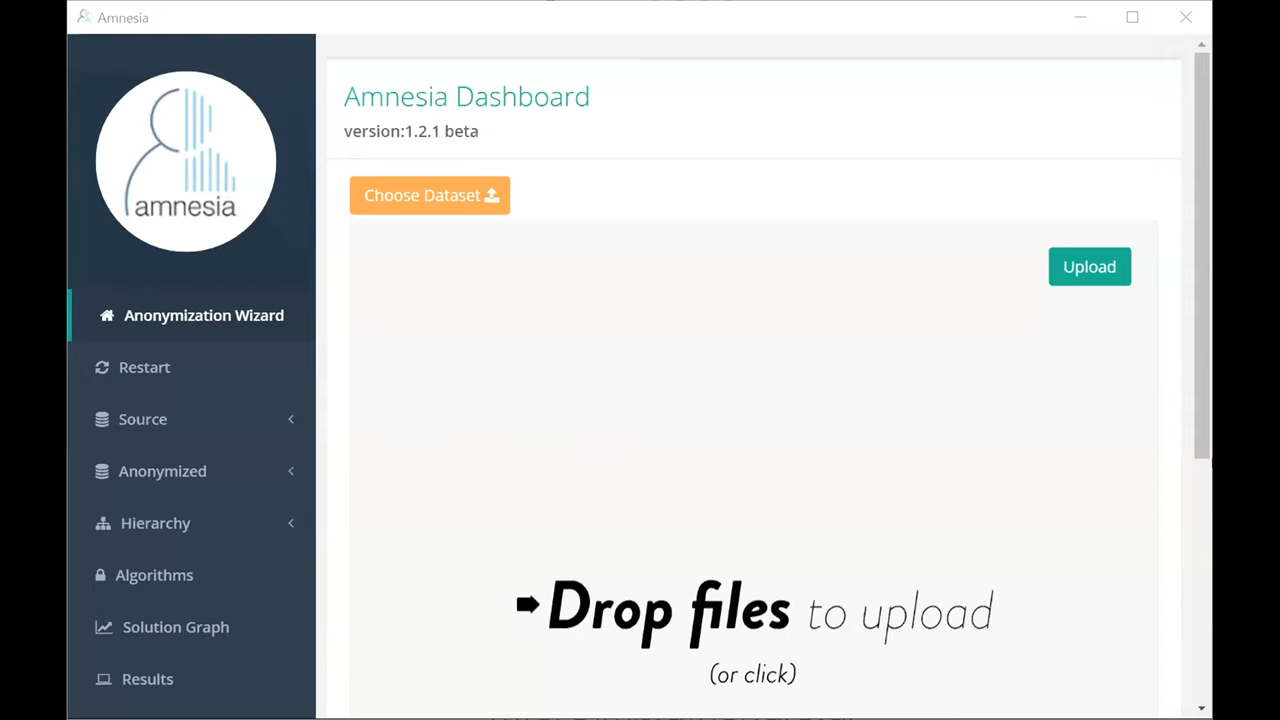 Amnesia
amnesia
Anonymization Wizard
Restart
Source
Anonymized
Hierarchy
Algorithms
Solution Graph
Results
Amnesia Dashboard
version:1.2.1 beta
Choose Dataset
Upload
Drop files to upload
(or click)